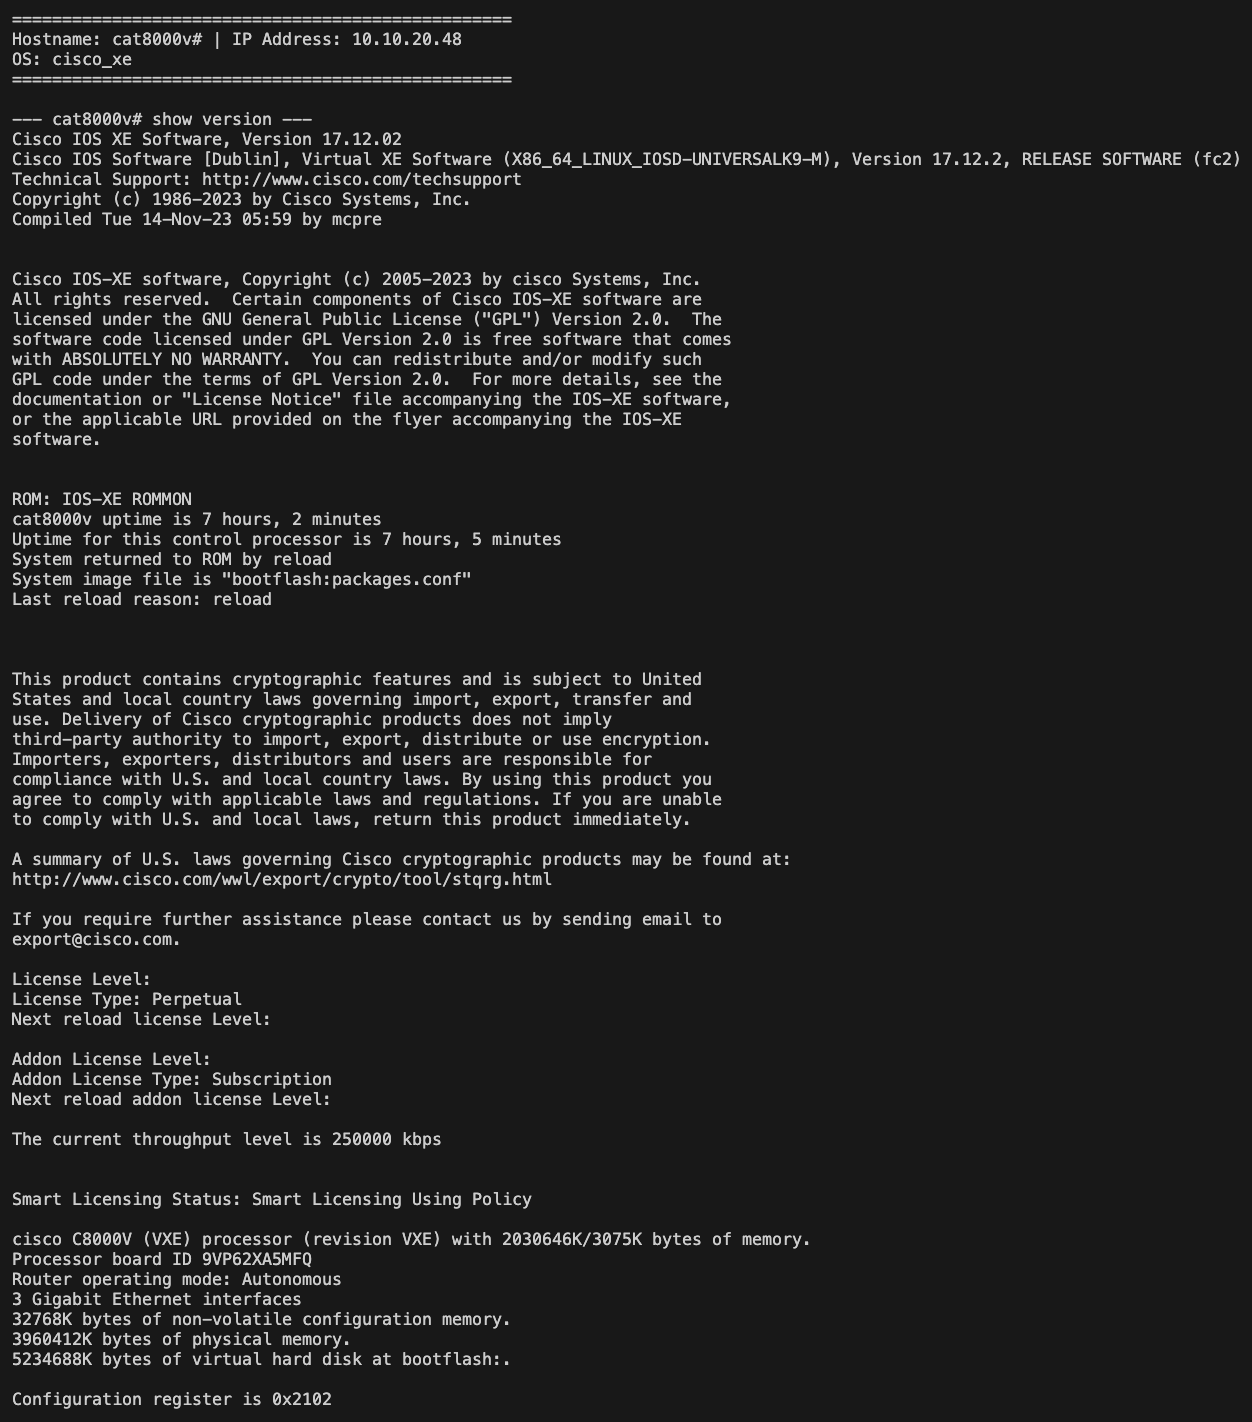 ==================================================
Hostname: cat8000v# | IP Address: 10.10.20.48
OS: cisco_xe
==================================================
--- cat8000v# show version ---
Cisco IOS XE Software, Version 17.12.02
Cisco IOS Software [Dublin], Virtual XE Software (X86_64_LINUX_IOSD-UNIVERSALK9-M), Version 17.12.2, RELEASE SOFTWARE (fc2)
Technical Support: http://www.cisco.com/techsupport
Copyright (c) 1986-2023 by Cisco Systems, Inc.
Compiled Tue 14-Nov-23 05:59 by mcpre
Cisco IOS-XE software, Copyright (c) 2005-2023 by cisco Systems, Inc.
All rights reserved.  Certain components of Cisco IOS-XE software are
licensed under the GNU General Public License ("GPL") Version 2.0.  The
software code licensed under GPL Version 2.0 is free software that comes
with ABSOLUTELY NO WARRANTY.  You can redistribute and/or modify such
GPL code under the terms of GPL Version 2.0.  For more details, see the
documentation or "License Notice" file accompanying the IOS-XE software,
or the applicable URL provided on the flyer accompanying the IOS-XE
software.
ROM: IOS-XE ROMMON
cat8000v uptime is 7 hours, 2 minutes
Uptime for this control processor is 7 hours, 5 minutes
System returned to ROM by reload
System image file is "bootflash:packages.conf"
Last reload reason: reload
This product contains cryptographic features and is subject to United
States and local country laws governing import, export, transfer and
use. Delivery of Cisco cryptographic products does not imply
third-party authority to import, export, distribute or use encryption.
Importers, exporters, distributors and users are responsible for
compliance with U.S. and local country laws. By using this product you
agree to comply with applicable laws and regulations. If you are unable
to comply with U.S. and local laws, return this product immediately.
A summary of U.S. laws governing Cisco cryptographic products may be found at:
http://www.cisco.com/wwl/export/crypto/tool/stqrg.html
If you require further assistance please contact us by sending email to
export@cisco.com.
License Level:
License Type: Perpetual
Next reload license Level:
Addon License Level:
Addon License Type: Subscription
Next reload addon license Level:
The current throughput level is 250000 kbps
Smart Licensing Status: Smart Licensing Using Policy
cisco C8000V (VXE) processor (revision VXE) with 2030646K/3075K bytes of memory.
Processor board ID 9VP62XA5MFQ
Router operating mode: Autonomous
3 Gigabit Ethernet interfaces
32768K bytes of non-volatile configuration memory.
3960412K bytes of physical memory.
5234688K bytes of virtual hard disk at bootflash:.
Configuration register is 0x2102